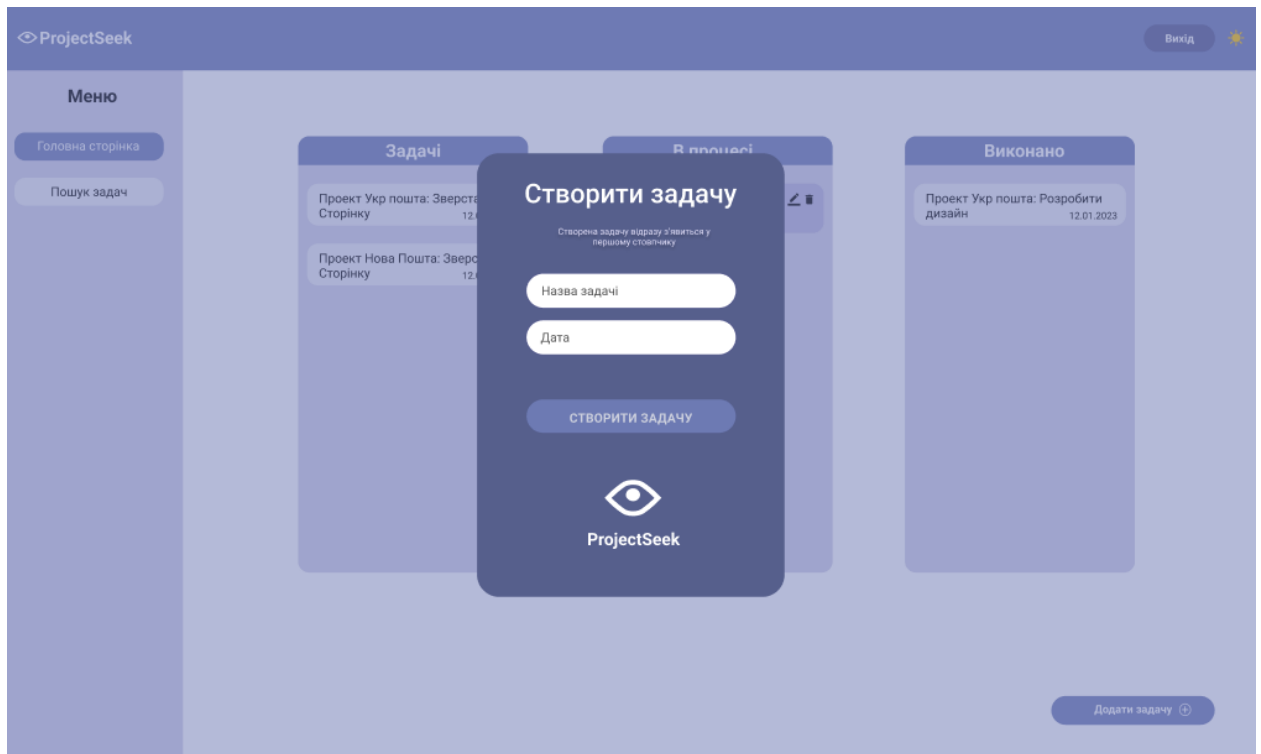 ProjectSeek
Вихід
Меню
Головна сторінка
Пошук задач
Задачі
Проект Укр пошта:
Сторінку
Проект Нова Пошта:
Сторінку
В процесі
Виконано
Проект Укр пошта: Розробити
дизайн 12.01.2023
Створити задачу
Створена задачу відразу з'явиться у
першому стовпчику
Назва задачі
Дата
СТВОРИТИ ЗАДАЧУ
ProjectSeek
Додати задачу